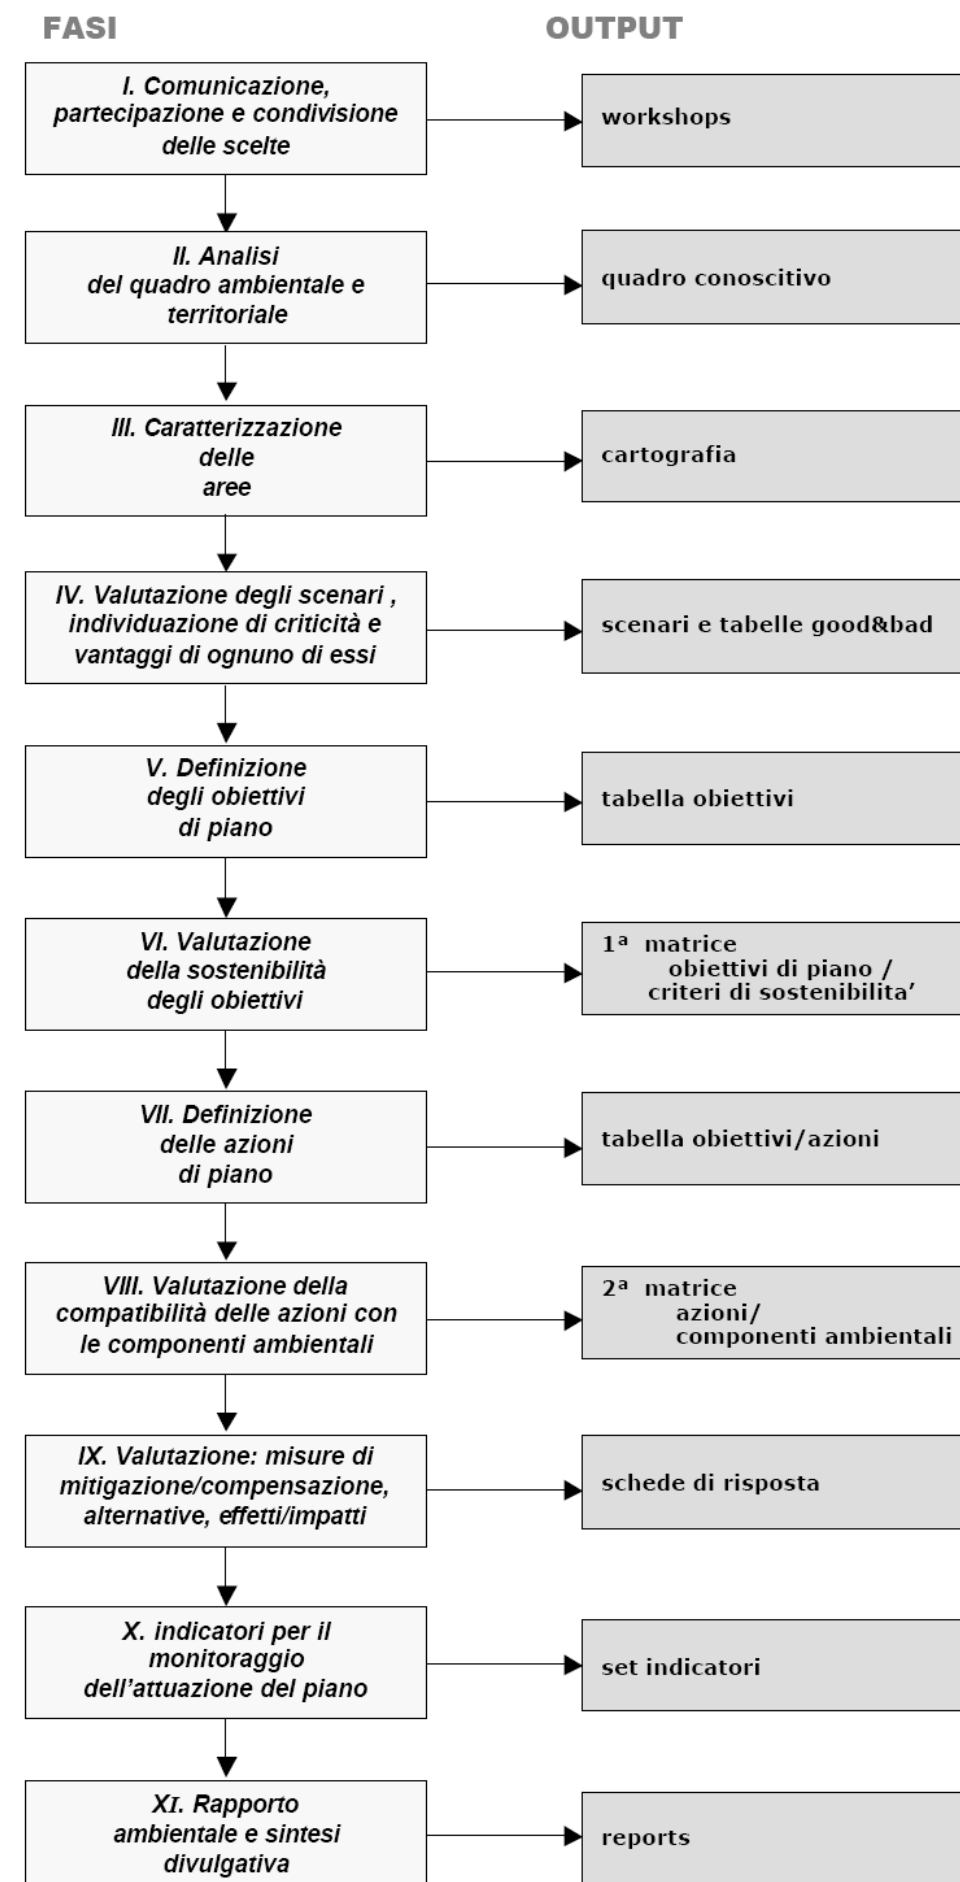 FASI
OUTPUT
I. Comunicazione,
partecipazione e condivisione
delle scelte
workshops
II. Analisi
del quadro ambientale e
territoriale
quadro conoscitivo
III. Caratterizzazione
delle
aree
cartografia
IV. Valutazione degli scenari ,
individuazione di criticità e
vantaggi di ognuno di essi
scenari e tabelle good&bad
V. Definizione
degli obiettivi
di piano
tabella obiettivi
VI. Valutazione
della sostenibilità
degli obiettivi
1ª matrice
obiettivi di piano /
criteri di sostenibilita’
VII. Definizione
delle azioni
di piano
tabella obiettivi/azioni
VIII. Valutazione della
compatibilità delle azioni con
le componenti ambientali
2ª matrice
azioni/
componenti ambientali
IX. Valutazione: misure di
mitigazione/compensazione,
alternative, effetti/impatti
schede di risposta
X. indicatori per il
monitoraggio
dell’attuazione del piano
set indicatori
XI. Rapporto
ambientale e sintesi
divulgativa
reports